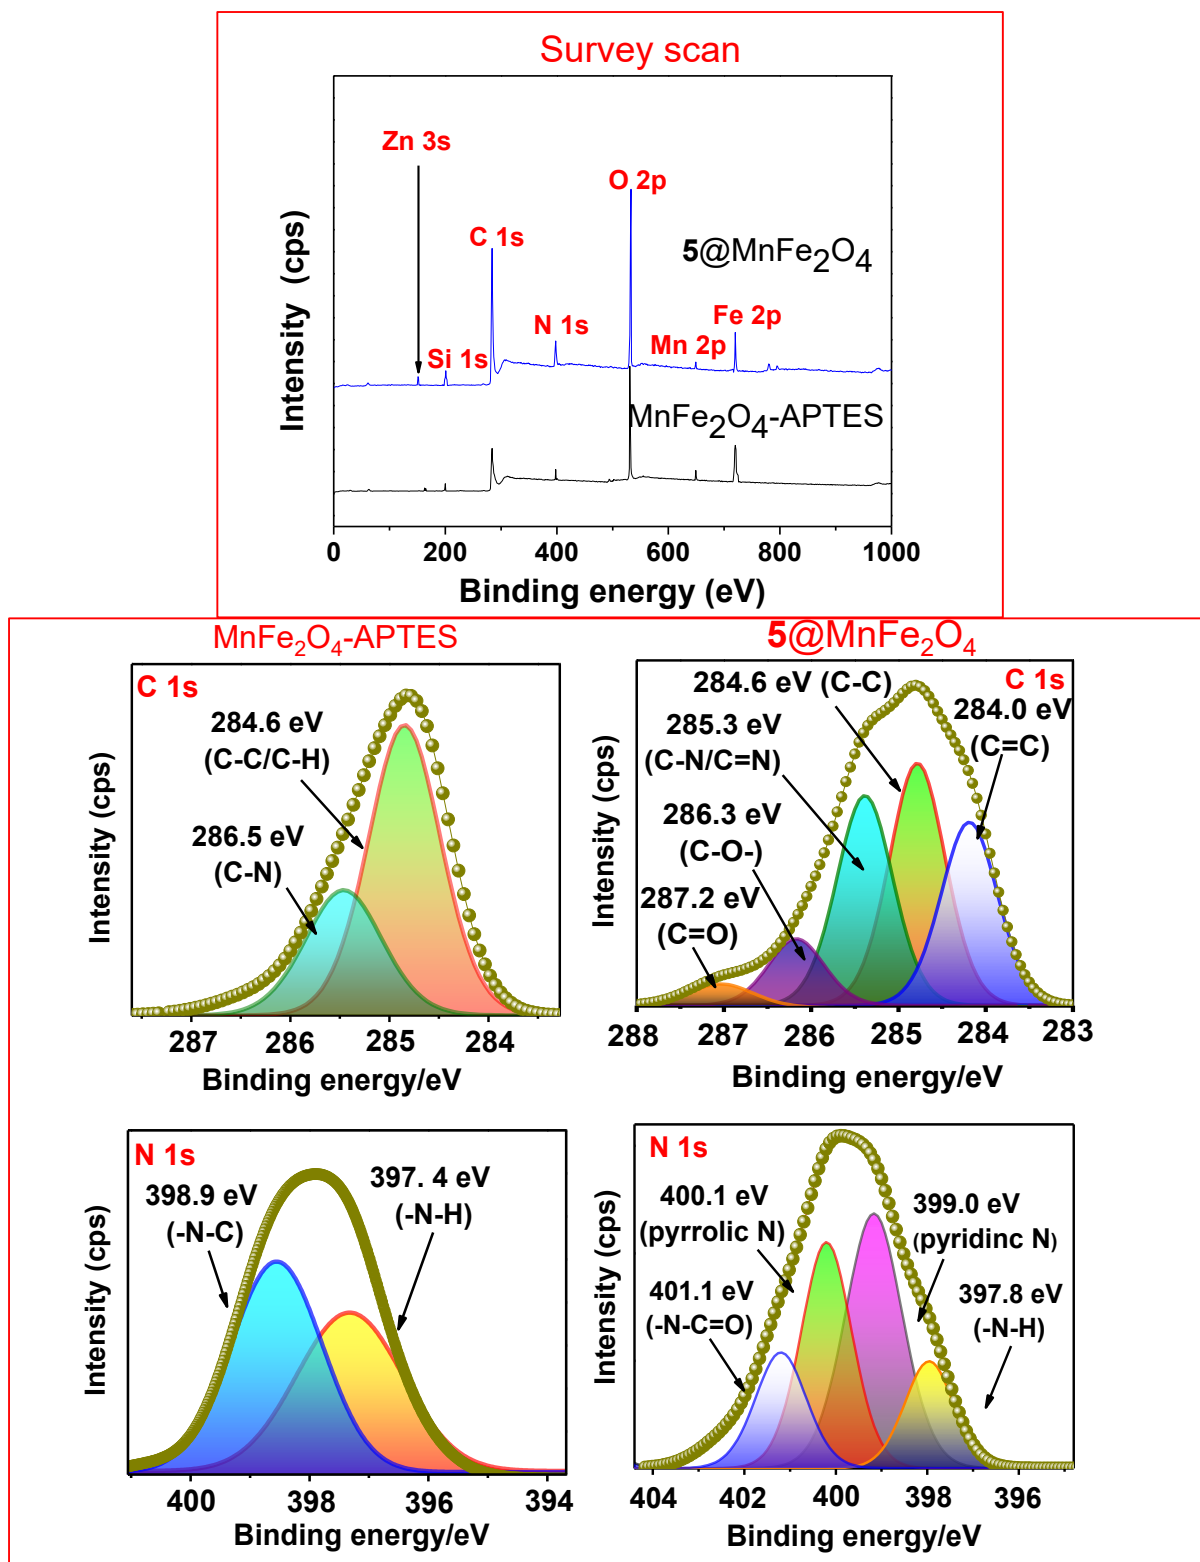 Survey scan
Zn 3s
O 2p
C 1s
5@MnFe2O4
N 1s
Fe 2p
Mn 2p
Si 1s
MnFe2O4-APTES
Intensity (cps)
0 200 400 600 800 1000
Binding energy (eV)
MnFe2O4-APTES
C 1s
284.6 eV
(C-C/C-H)
286.5 eV
(C-N)
Intensity (cps)
287 286 285 284
Binding energy/eV
5@MnFe2O4
C 1s
284.6 eV (C-C)
284.0 eV
(C=C)
285.3 eV
(C-N/C=N)
286.3 eV
(C-O-)
287.2 eV
(C=O)
Intensity (cps)
288 287 286 285 284 283
Binding energy/eV
N 1s
397. 4 eV
(-N-H)
398.9 eV
(-N-C)
Intensity (cps)
400 398 396 394
Binding energy/eV
N 1s
400.1 eV
(pyrrolic N)
399.0 eV
(pyridinc N)
401.1 eV
(-N-C=O)
397.8 eV
(-N-H)
Intensity (cps)
404 402 400 398 396
Binding energy/eV